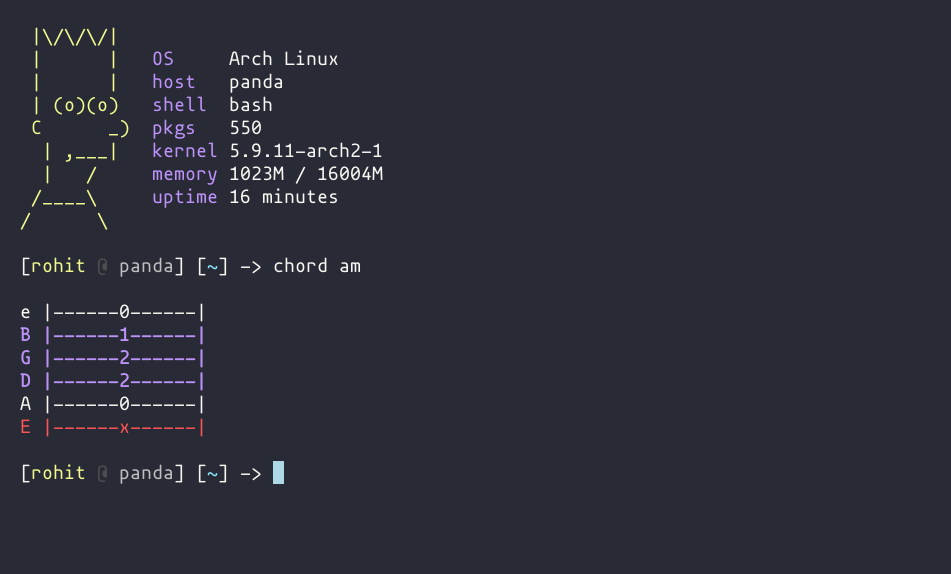 |\/\/\/|
 |      |   OS     Arch Linux
 |      |   host   panda
 | (o)(o)   shell  bash
 C      _)  pkgs   550
  | ,___|   kernel 5.9.11-arch2-1
  |   /     memory 1023M / 16004M
 /____\     uptime 16 minutes
/      \
[rohit @ panda] [~] -> chord am
e |------0------|
B |------1------|
G |------2------|
D |------2------|
A |------0------|
E |------x------|
[rohit @ panda] [~] ->